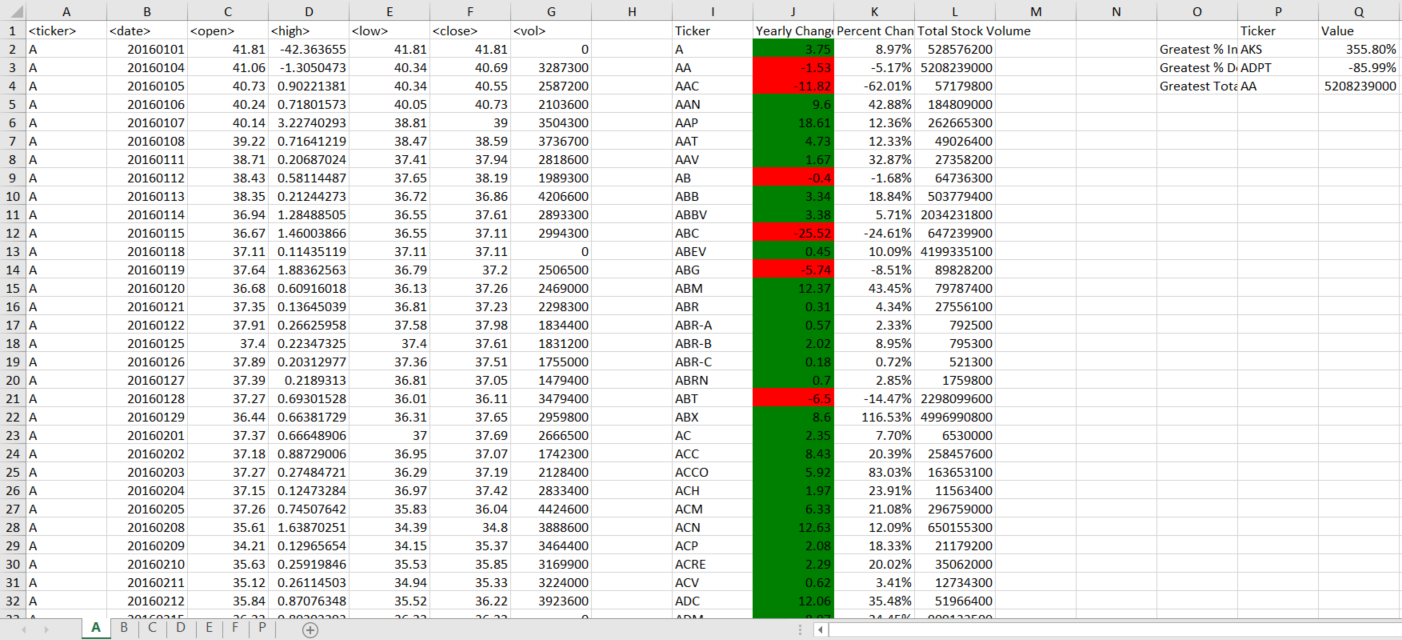 A B C D E F G H I J K L M N O P Q
1 <ticker> <date> <open> <high> <low> <close> <vol> Ticker Yearly Chang Percent Chan Total Stock Volume Ticker Value
2 A 20160101 41.81 -42.363655 41.81 41.81 0 A 3.75 8.97% 528576200 Greatest % In AKS 355.80%
3 A 20160104 41.06 -1.3050473 40.34 40.69 3287300 AA -1.53 -5.17% 5208239000 Greatest % De ADPT -85.99%
4 A 20160105 40.73 0.90221381 40.34 40.55 2587200 AAC -11.82 -62.01% 57179800 Greatest Tota AA 5208239000
5 A 20160106 40.24 0.71801573 40.05 40.73 2103600 AAN 9.6 42.88% 184809000
6 A 20160107 40.14 3.22740293 38.81 39 3504300 AAP 18.61 12.36% 262665300
7 A 20160108 39.22 0.71641219 38.47 38.59 3736700 AAT 4.73 12.33% 49026400
8 A 20160111 38.71 0.20687024 37.41 37.94 2818600 AAV 1.67 32.87% 27358200
9 A 20160112 38.43 0.58114487 37.65 38.19 1989300 AB -0.4 -1.68% 64736300
10 A 20160113 38.35 0.21244273 36.72 36.86 4206600 ABB 3.34 18.84% 503779400
11 A 20160114 36.94 1.28488505 36.55 37.61 2893300 ABBV 3.38 5.71% 2034231800
12 A 20160115 36.67 1.46003866 36.55 37.11 2994300 ABC -25.52 -24.61% 647239900
13 A 20160118 37.11 0.11435119 37.11 37.11 0 ABEV 0.45 10.09% 4199335100
14 A 20160119 37.64 1.88362563 36.79 37.2 2506500 ABG -5.74 -8.51% 89828200
15 A 20160120 36.68 0.60916018 36.13 37.26 2469000 ABM 12.37 43.45% 79787400
16 A 20160121 37.35 0.13645039 36.81 37.23 2298300 ABR 0.31 4.34% 27556100
17 A 20160122 37.91 0.26625958 37.58 37.98 1834400 ABR-A 0.57 2.33% 792500
18 A 20160125 37.4 0.22347325 37.4 37.61 1831200 ABR-B 2.02 8.95% 795300
19 A 20160126 37.89 0.20312977 37.36 37.51 1755000 ABR-C 0.18 0.72% 521300
20 A 20160127 37.39 0.2189313 36.81 37.05 1479400 ABRN 0.7 2.85% 1759800
21 A 20160128 37.27 0.69301528 36.01 36.11 3479400 ABT -6.5 -14.47% 2298099600
22 A 20160129 36.44 0.66381729 36.31 37.65 2959800 ABX 8.6 116.53% 4996990800
23 A 20160201 37.37 0.66648906 37 37.69 2666500 AC 2.35 7.70% 6530000
24 A 20160202 37.18 0.88729006 36.95 37.07 1742300 ACC 8.43 20.39% 258457600
25 A 20160203 37.27 0.27484721 36.29 37.19 2128400 ACCO 5.92 83.03% 163653100
26 A 20160204 37.15 0.12473284 36.97 37.42 2833400 ACH 1.97 23.91% 11563400
27 A 20160205 37.26 0.74507642 35.83 36.04 4424600 ACM 6.33 21.08% 296759000
28 A 20160208 35.61 1.63870251 34.39 34.8 3888600 ACN 12.63 12.09% 650155300
29 A 20160209 34.21 0.12965654 34.15 35.37 3464400 ACP 2.08 18.33% 21179200
30 A 20160210 35.63 0.25919846 35.53 35.85 3169900 ACRE 2.29 20.02% 35062000
31 A 20160211 35.12 0.26114503 34.94 35.33 3224000 ACV 0.62 3.41% 12734300
32 A 20160212 35.84 0.87076348 35.52 36.22 3923600 ADC 12.06 35.48% 51966400
A B C D E F P